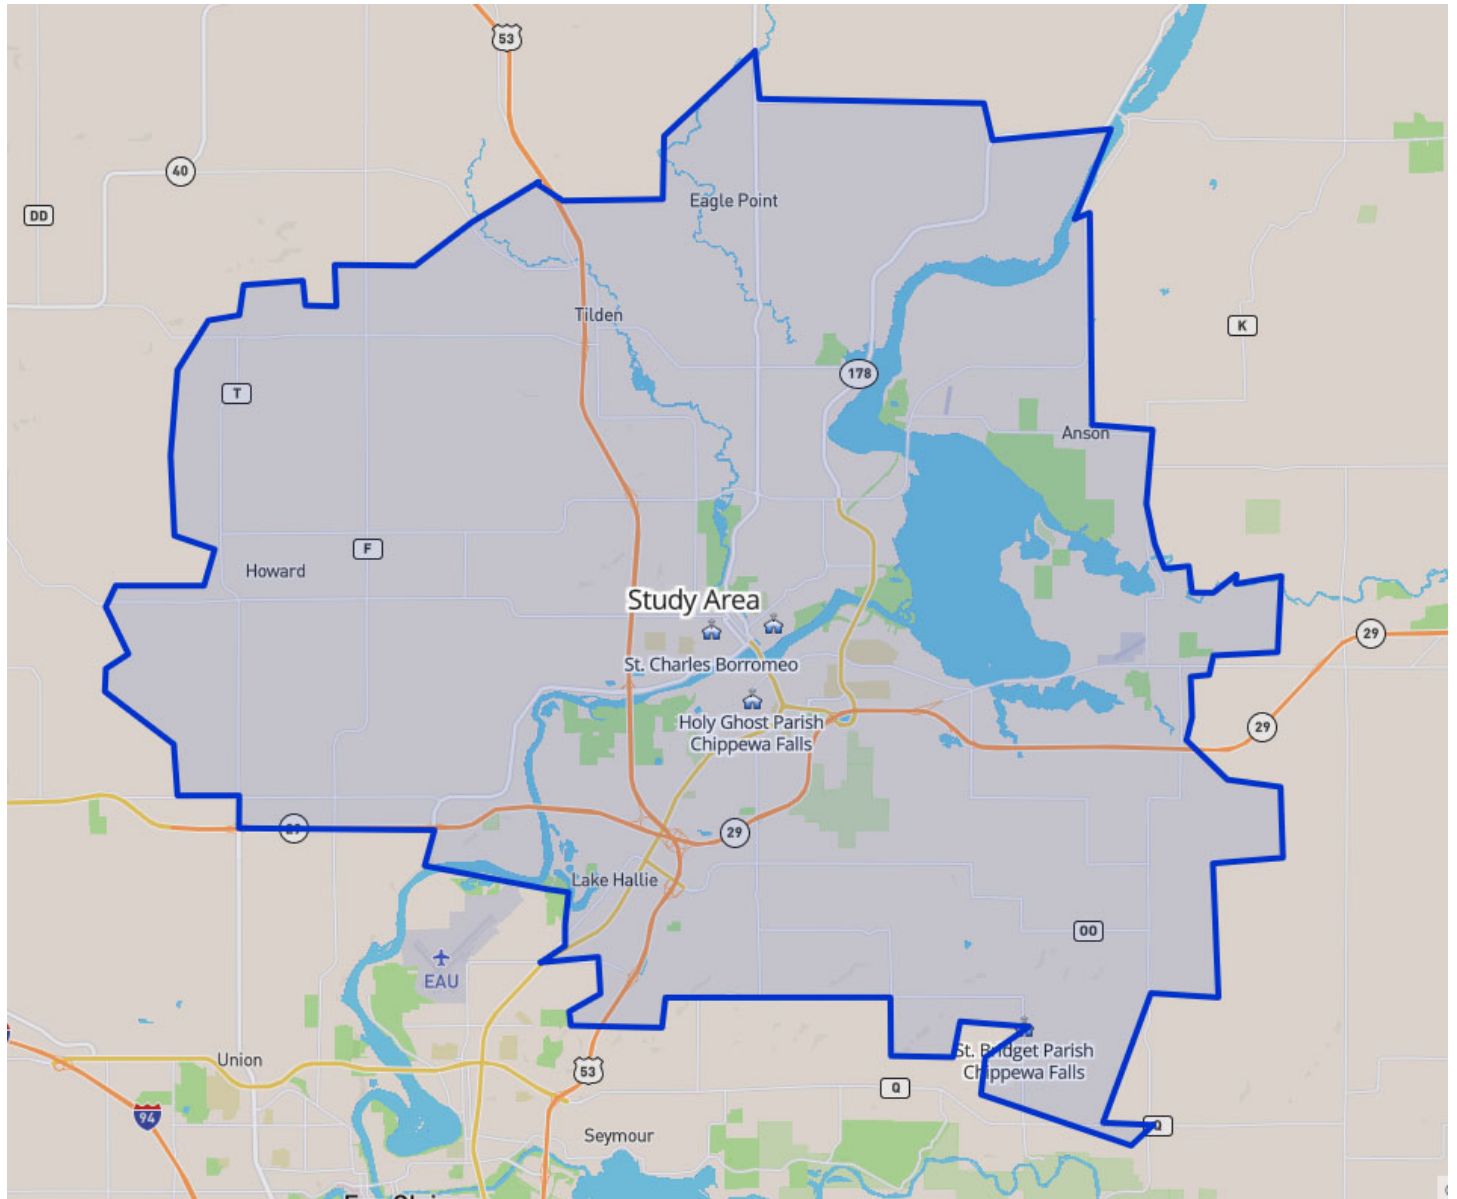 53
40
DD
Eagle Point
Tilden
K
178
T
Anson
F
Howard
Study Area
29
St. Charles Borromeo
Holy Ghost Parish
Chippewa Falls
29
29
29
Lake Hallie
OO
EAU
St. Bridget Parish
Chippewa Falls
Union
53
Q
94
Q
Seymour